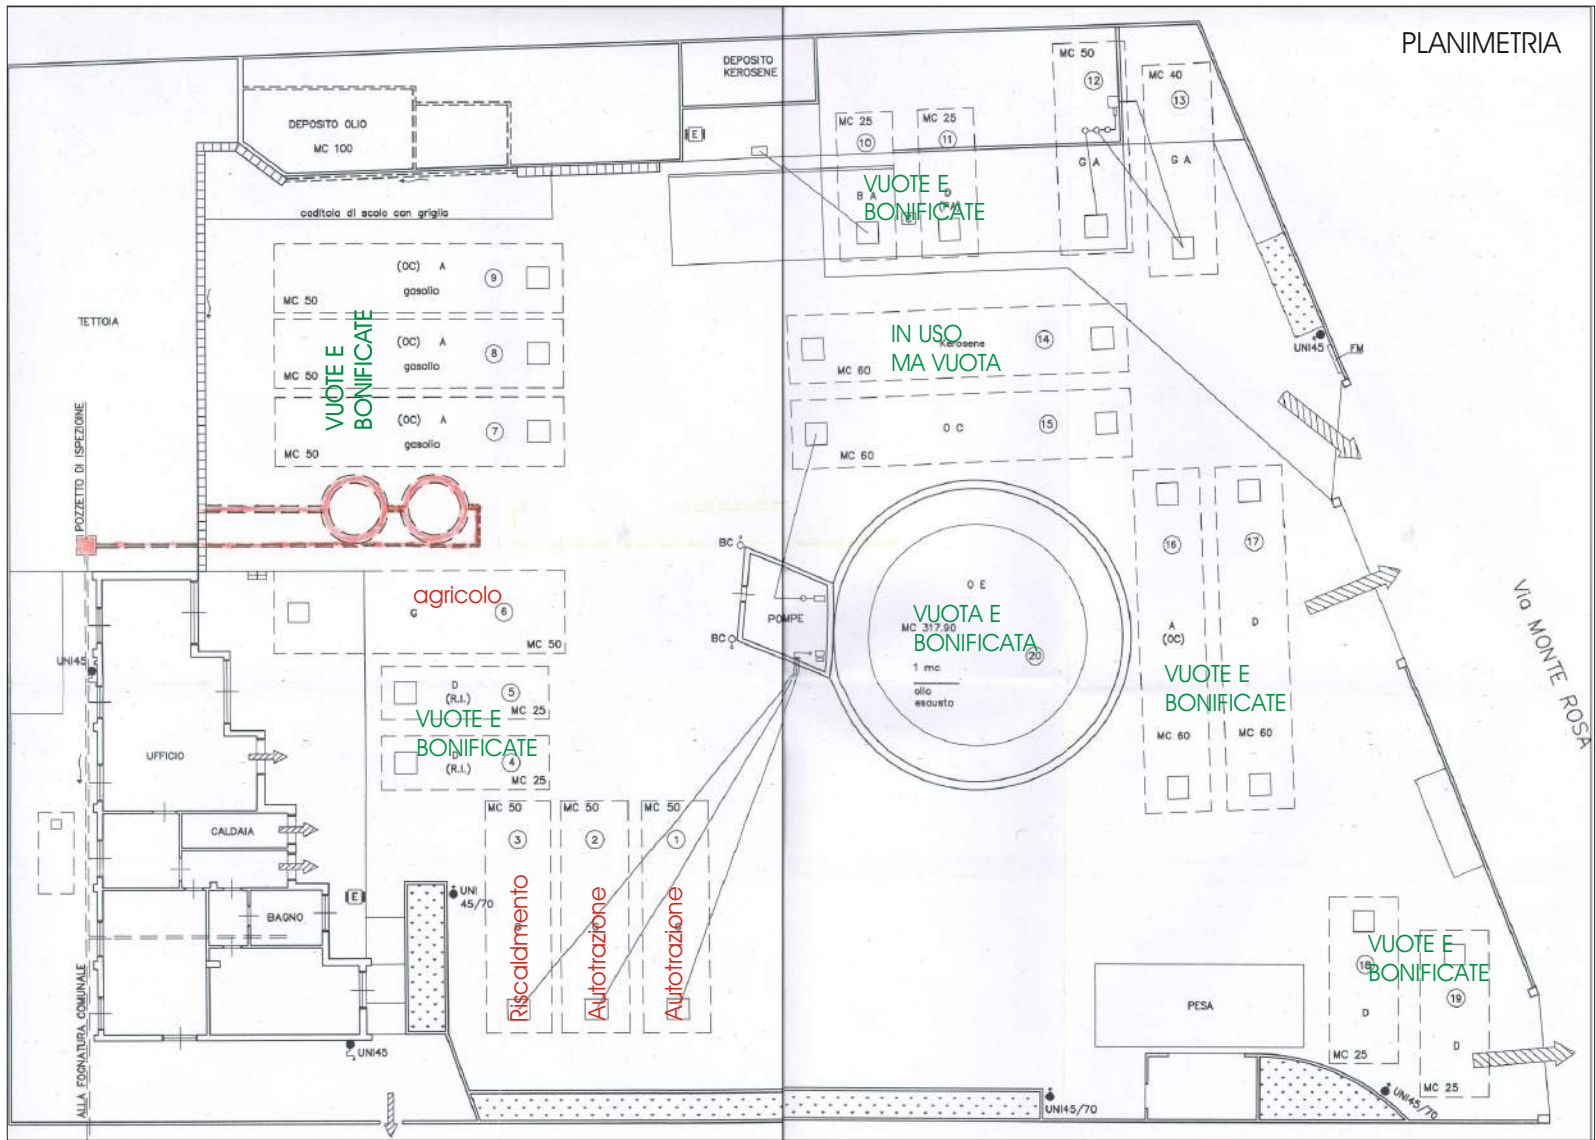 PLANIMETRIA
DEPOSITO
KEROSENE
DEPOSITO OLIO
MC 100
E
MC 50
12
MC 40
13
MC 25
10
MC 25
11
G A
G A
VUOTE E
BONIFICATE
B A
D
caditoia di scolo con griglia
(OC) A
gasolio
9
MC 50
(OC) A
gasolio
8
MC 50
(OC) A
gasolio
7
MC 50
VUOTE E
BONIFICATE
TETTOIA
IN USO
MA VUOTA
Kerosene
14
MC 60
O C
15
MC 60
UNI45
FM
POZZETTO DI ISPEZIOINE
BC
POMPE
BC
O E
MC 317.90
VUOTA E
BONIFICATA
20
1 mc
olio
esausto
16
17
A
(OC)
D
VUOTE E
BONIFICATE
MC 60
MC 60
Via MONTE ROSA
agricolo
G
6
MC 50
UNI45
D
(R.I.)
5
MC 25
VUOTE E
BONIFICATE
D
(R.I.)
4
MC 25
UFFICIO
CALDAIA
BAGNO
E
UNI
45/70
MC 50
3
Riscaldmento
MC 50
2
Autotrazione
MC 50
1
Autotrazione
UNI45
ALLA FOGNATURA COMUNALE
PESA
VUOTE E
BONIFICATE
18
D
MC 25
19
D
MC 25
UNI45/70
UNI45/70